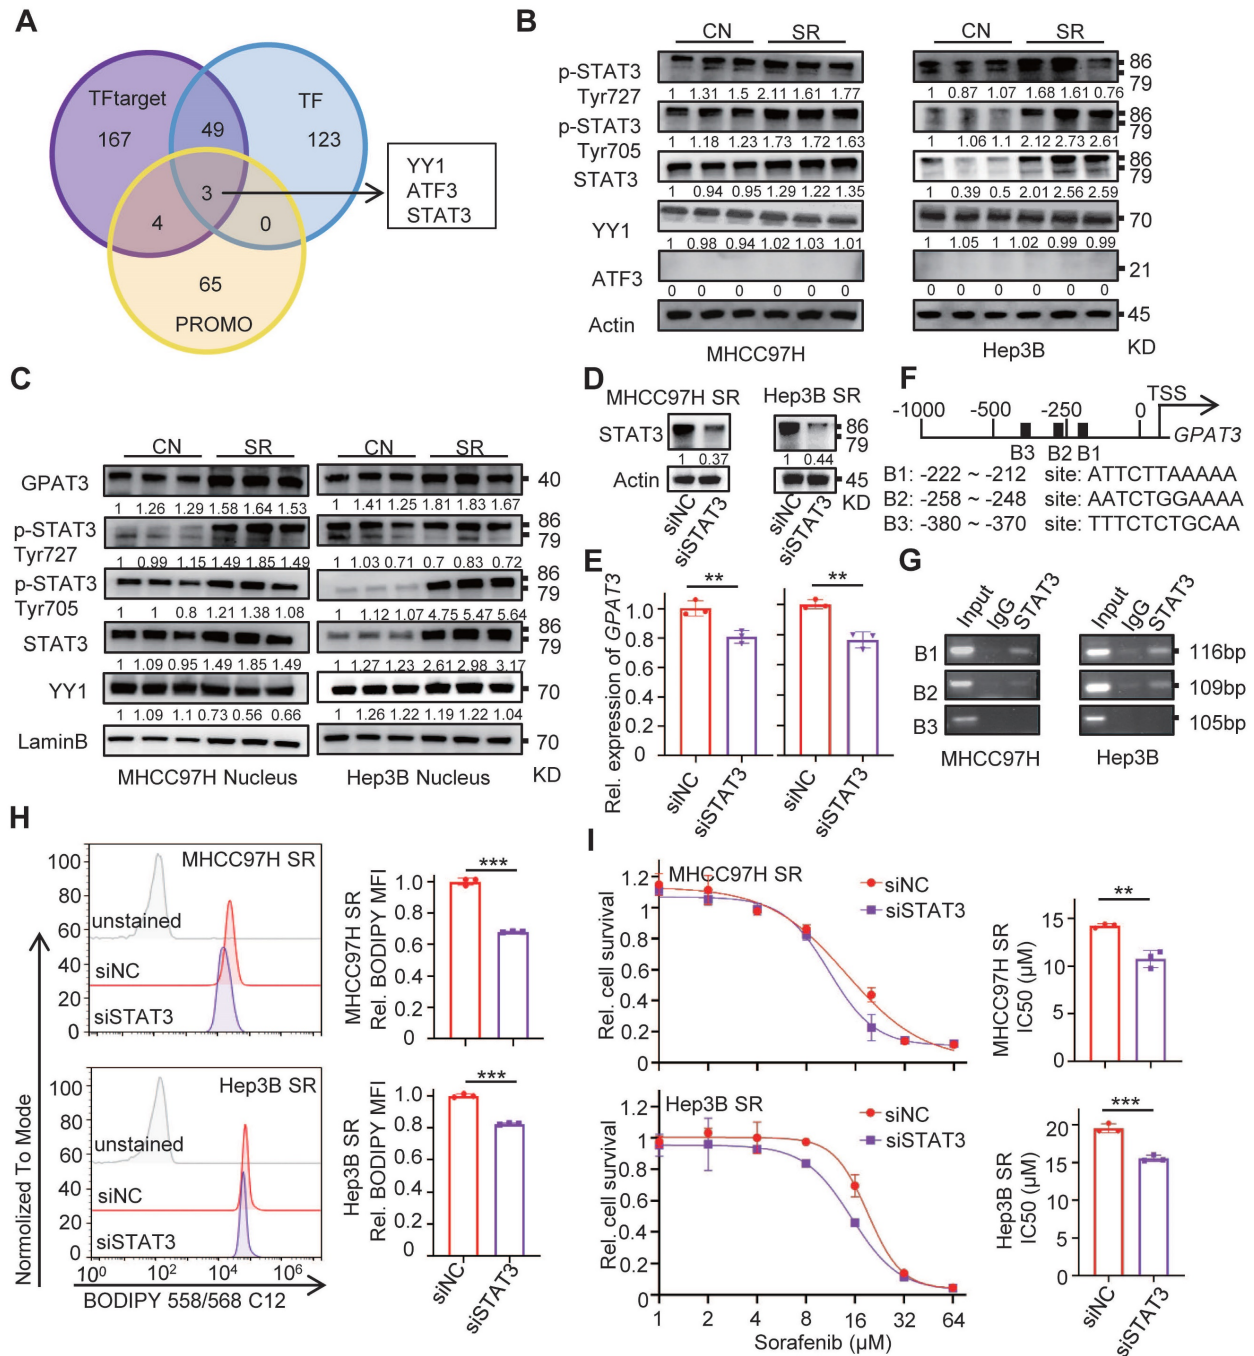 A
TFtarget
TF
167
49
123
3
4
0
65
PROMO
YY1
ATF3
STAT3
B
CN SR CN SR
p-STAT3
Tyr727
1 1.31 1.5 2.11 1.61 1.77
1 0.87 1.07 1.68 1.61 0.76
86
79
p-STAT3
Tyr705
1 1.18 1.23 1.73 1.72 1.63
1 1.06 1.1 2.12 2.73 2.61
86
79
STAT3
1 0.94 0.95 1.29 1.22 1.35
1 0.39 0.5 2.01 2.56 2.59
86
79
YY1
1 0.98 0.94 1.02 1.03 1.01
1 1.05 1 1.02 0.99 0.99
70
ATF3
0 0 0 0 0 0
0 0 0 0 0 0
21
Actin
45
MHCC97H Hep3B KD
C
CN SR CN SR
GPAT3
40
1 1.26 1.29 1.58 1.64 1.53
1 1.41 1.25 1.81 1.83 1.67
p-STAT3
Tyr727
86
79
1 0.99 1.15 1.49 1.85 1.49
1 1.03 0.71 0.7 0.83 0.72
p-STAT3
Tyr705
86
79
1 1 0.8 1.21 1.38 1.08
1 1.12 1.07 4.75 5.47 5.64
STAT3
86
79
1 1.09 0.95 1.49 1.85 1.49
1 1.27 1.23 2.61 2.98 3.17
YY1
70
1 1.09 1.1 0.73 0.56 0.66
1 1.26 1.22 1.19 1.22 1.04
LaminB
70
MHCC97H Nucleus Hep3B Nucleus KD
D
MHCC97H SR Hep3B SR
STAT3
86
79
1 0.37 1 0.44
Actin
45
KD
siNC siSTAT3 siNC siSTAT3
E
Rel. expression of GPAT3
1.0
0.8
0.6
0.4
0.2
0
** **
siNC siSTAT3 siNC siSTAT3
F
TSS
-1000 -500 -250 0
GPAT3
B3 B2 B1
B1: -222 ~ -212 site: ATTCTTAAAAA
B2: -258 ~ -248 site: AATCTGGAAAA
B3: -380 ~ -370 site: TTTCTCTGCAA
G
Input IgG STAT3 Input IgG STAT3
B1 116bp
B2 109bp
B3 105bp
MHCC97H Hep3B
H
Normalized To Mode
100
80
60
40
20
0
MHCC97H SR
unstained
siNC
siSTAT3
MHCC97H SR
Rel. BODIPY MFI
1.0
0.8
0.6
0.4
0.2
0
***
100
80
60
40
20
0
Hep3B SR
unstained
siNC
siSTAT3
10⁰ 10² 10⁴ 10⁶
BODIPY 558/568 C12
Hep3B SR
Rel. BODIPY MFI
1.0
0.8
0.6
0.4
0.2
0
***
siNC siSTAT3
I
MHCC97H SR
Rel. cell survival
1.2
1
0.8
0.6
0.4
0.2
0
siNC
siSTAT3
MHCC97H SR
IC50 (μM)
15
10
5
0
**
Hep3B SR
Rel. cell survival
1.2
1
0.8
0.6
0.4
0.2
0
siNC
siSTAT3
1 2 4 8 16 32 64
Sorafenib (μM)
Hep3B SR
IC50 (μM)
20
15
10
5
0
***
siNC siSTAT3